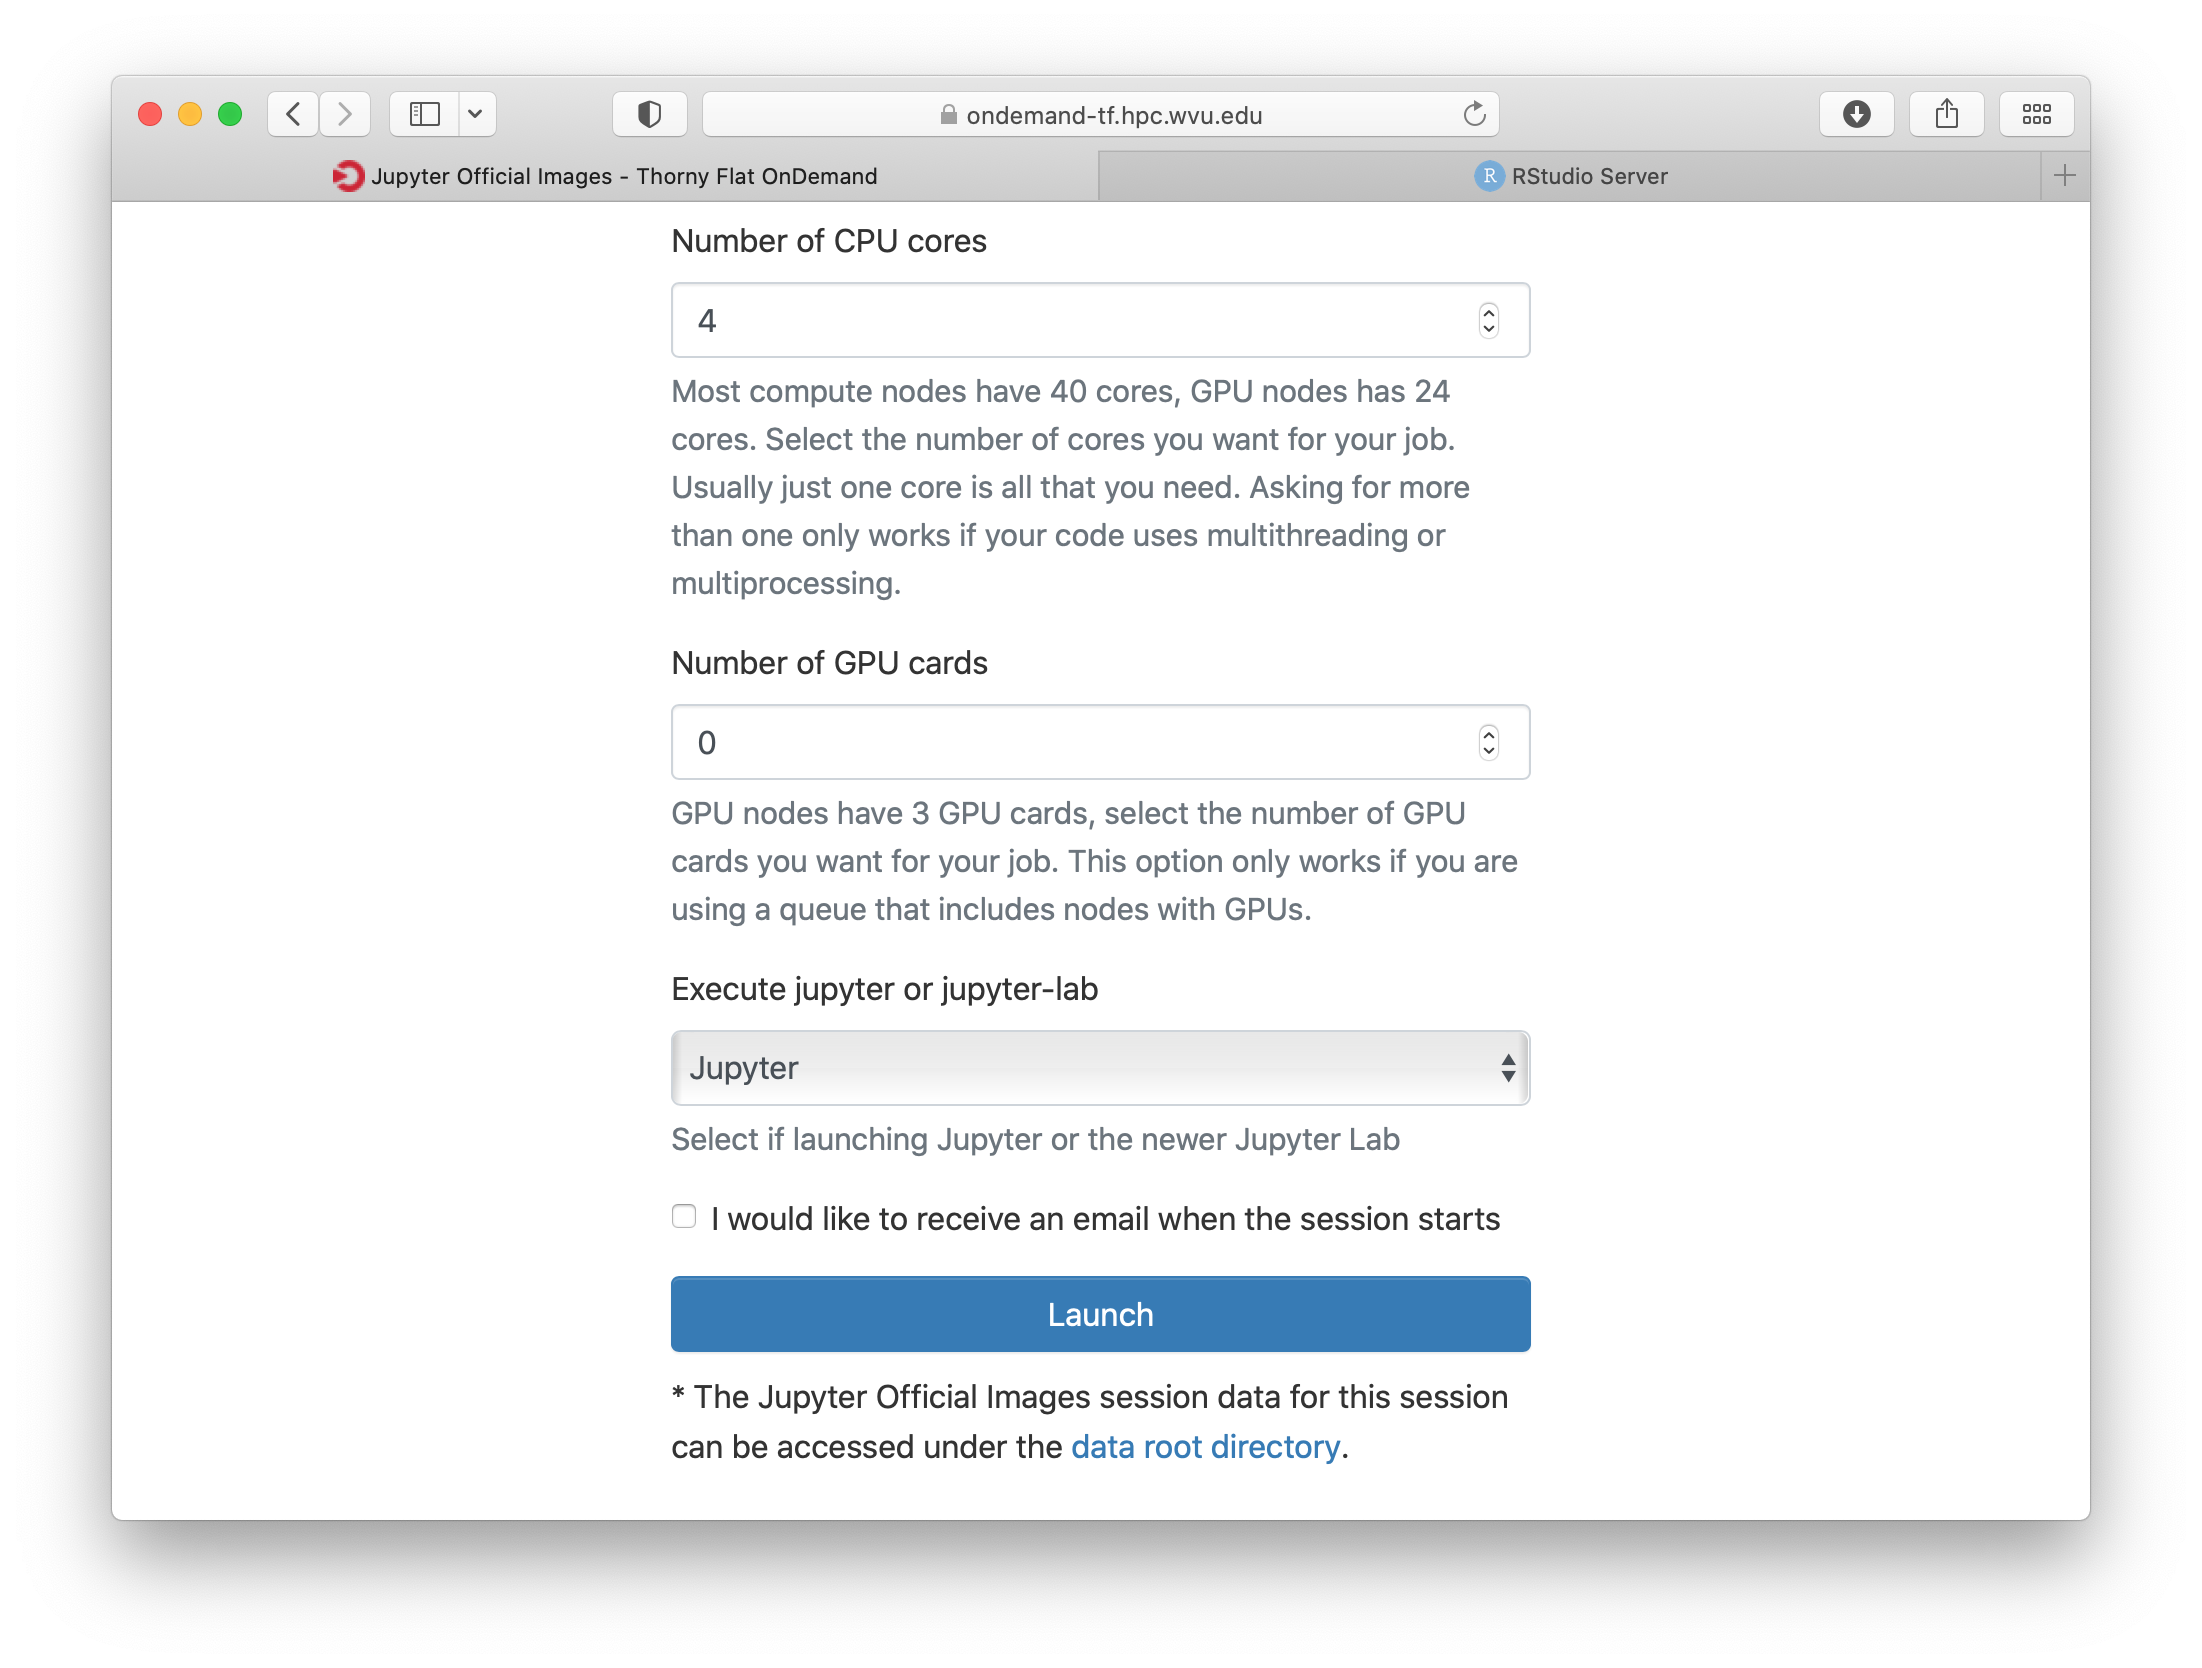 ondemand-tf.hpc.wvu.edu
Jupyter Official Images - Thorny Flat OnDemand
R RStudio Server
Number of CPU cores
4
Most compute nodes have 40 cores, GPU nodes has 24
cores. Select the number of cores you want for your job.
Usually just one core is all that you need. Asking for more
than one only works if your code uses multithreading or
multiprocessing.
Number of GPU cards
0
GPU nodes have 3 GPU cards, select the number of GPU
cards you want for your job. This option only works if you are
using a queue that includes nodes with GPUs.
Execute jupyter or jupyter-lab
Jupyter
Select if launching Jupyter or the newer Jupyter Lab
I would like to receive an email when the session starts
Launch
* The Jupyter Official Images session data for this session
can be accessed under the data root directory.